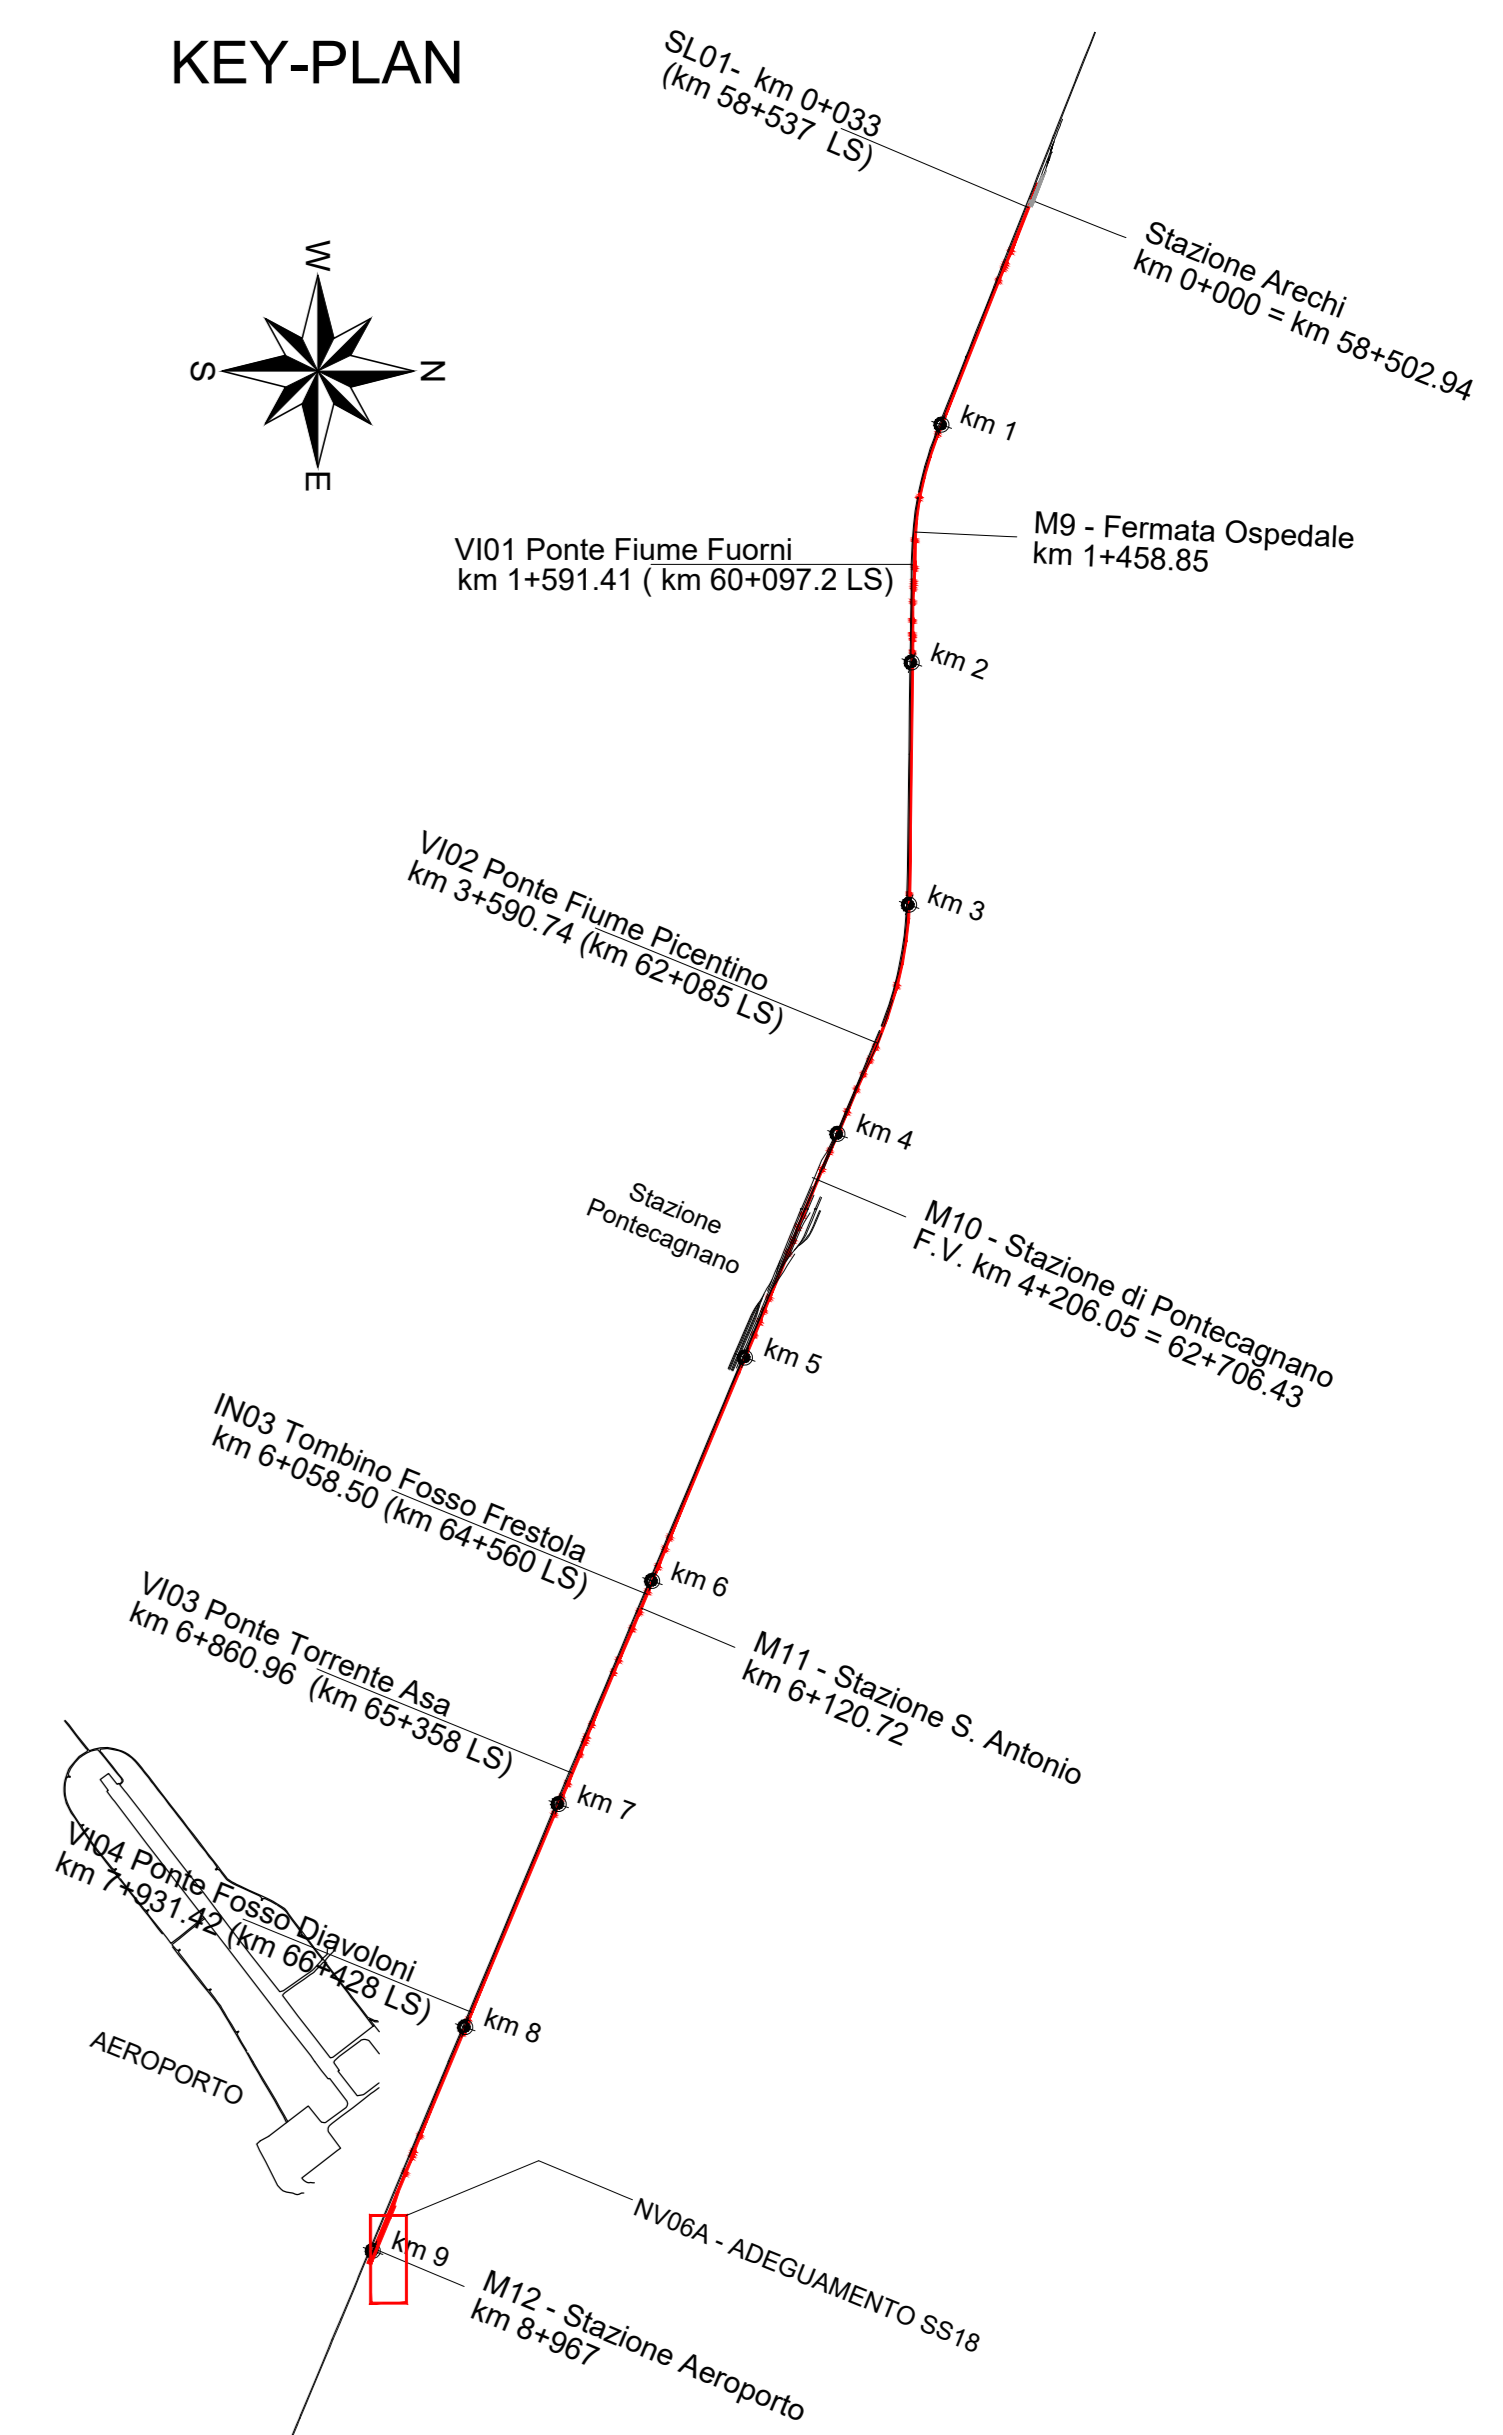 KEY-PLAN
SL01-  km 0+033
(km 58+537  LS)
Stazione Arechi
km 0+000 = km 58+502.94
W
N
S
E
km 1
M9 - Fermata Ospedale
km 1+458.85
VI01 Ponte Fiume Fuorni
km 1+591.41 ( km 60+097.2 LS)
km 2
VI02 Ponte Fiume Picentino
km 3+590.74 (km 62+085 LS)
km 3
km 4
Stazione
Pontecagnano
M10 - Stazione di Pontecagnano
F.V. km 4+206.05 = 62+706.43
km 5
IN03 Tombino Fosso Frestola
km 6+058.50 (km 64+560 LS)
km 6
VI03 Ponte Torrente Asa
km 6+860.96  (km 65+358 LS)
M11 - Stazione S. Antonio
km 6+120.72
km 7
VI04 Ponte Fosso Diavoloni
km 7+931.42 (km 66+428 LS)
km 8
AEROPORTO
NV06A - ADEGUAMENTO SS18
km 9
M12 - Stazione Aeroporto
km 8+967